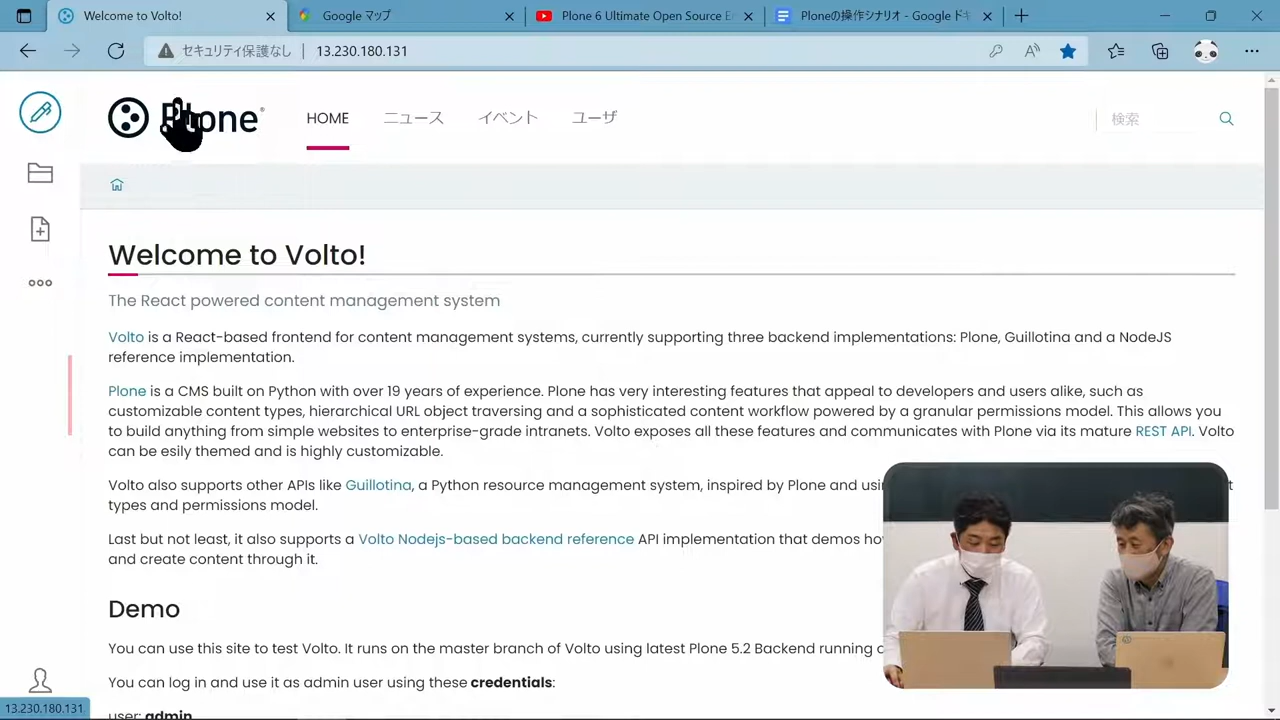 Welcome to Volto!
Google マップ
Plone 6 Ultimate Open Source En
Ploneの操作シナリオ - Google ドキ
セキュリティ保護なし
13.230.180.131
Plone
HOME
ニュース
イベント
ユーザ
検索
Welcome to Volto!
The React powered content management system
Volto is a React-based frontend for content management systems, currently supporting three backend implementations: Plone, Guillotina and a NodeJS
reference implementation.
Plone is a CMS built on Python with over 19 years of experience. Plone has very interesting features that appeal to developers and users alike, such as
customizable content types, hierarchical URL object traversing and a sophisticated content workflow powered by a granular permissions model. This allows you
to build anything from simple websites to enterprise-grade intranets. Volto exposes all these features and communicates with Plone via its mature REST API. Volto
can be esily themed and is highly customizable.
Volto also supports other APIs like Guillotina, a Python resource management system, inspired by Plone and using
types and permissions model.
Last but not least, it also supports a Volto Nodejs-based backend reference API implementation that demos how
and create content through it.
Demo
You can use this site to test Volto. It runs on the master branch of Volto using latest Plone 5.2 Backend running
You can log in and use it as admin user using these credentials:
user: admin
13.230.180.131